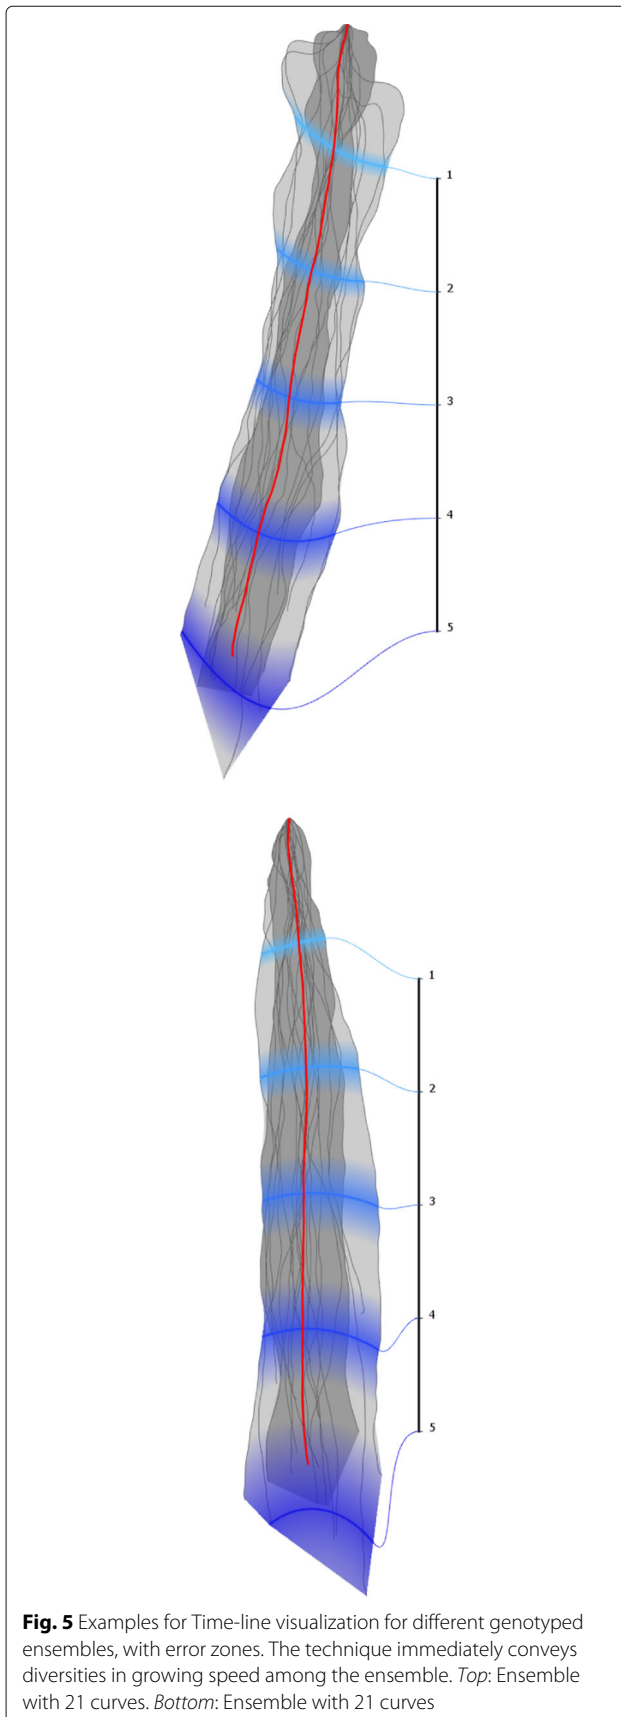 1
2
3
4
5
1
2
3
4
5
Fig. 5 Examples for Time-line visualization for different genotyped
ensembles, with error zones. The technique immediately conveys
diversities in growing speed among the ensemble. Top: Ensemble
with 21 curves. Bottom: Ensemble with 21 curves